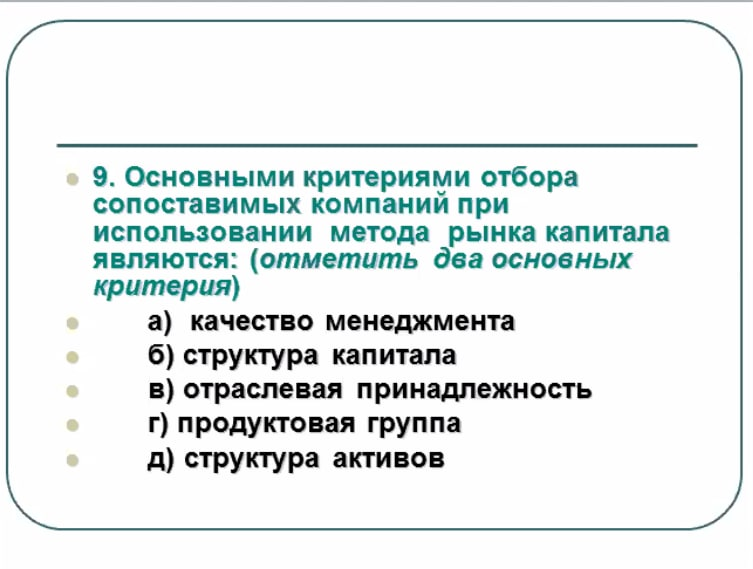 9. Основными критериями отбора
сопоставимых компаний при
использовании метода рынка капитала
являются: (отметить два основных
критерия)
а) качество менеджмента
б) структура капитала
в) отраслевая принадлежность
г) продуктовая группа
д) структура активов